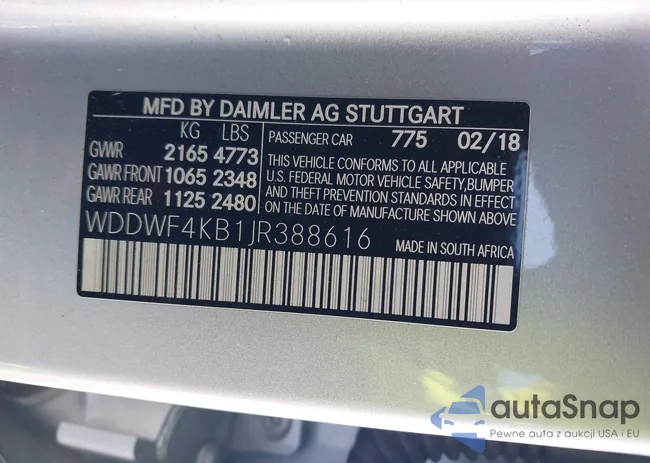 MFD BY DAIMLER AG STUTTGART
KG LBS
GVWR 2165 4773
GAWR FRONT 1065 2348
GAWR REAR 1125 2480
PASSENGER CAR 775 02/18
THIS VEHICLE CONFORMS TO ALL APPLICABLE
U.S. FEDERAL MOTOR VEHICLE SAFETY,BUMPER
AND THEFT PREVENTION STANDARDS IN EFFECT
ON THE DATE OF MANUFACTURE SHOWN ABOVE
WDDWF4KB1JR388616
MADE IN SOUTH AFRICA
autaSnap
Pewne auta z aukcji USA i EU